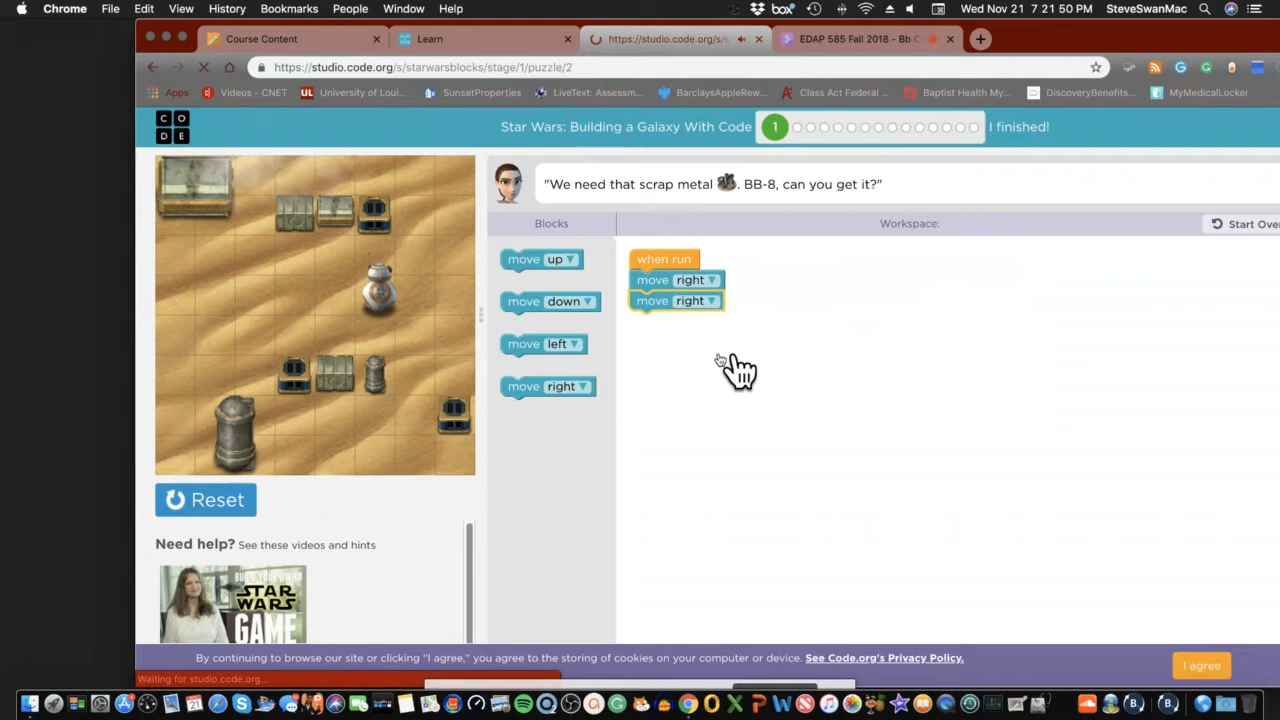 Chrome File Edit View History Bookmarks People Window Help
box Wed Nov 21 7 21 50 PM SteveSwanMac
Course Content Learn https://studio.code.org/s/ EDAP 585 Fall 2018 - Bb C
https://studio.code.org/s/starwarsblocks/stage/1/puzzle/2
Apps Videos - CNET University of Loui... SunsetProperties LiveText: Assessm... BarclaysAppleRew... Class Act Federal ... Baptist Health My... DiscoveryBenefits... MyMedicalLocker
C O
D E
Star Wars: Building a Galaxy With Code 1 I finished!
"We need that scrap metal . BB-8, can you get it?"
Blocks Workspace: Start Over
move up
move down
move left
move right
when run
move right
move right
Reset
Need help? See these videos and hints
BUILD YOUR OWN
STAR
WARS
GAME
By continuing to browse our site or clicking "I agree," you agree to the storing of cookies on your computer or device. See Code.org's Privacy Policy.
I agree
Waiting for studio.code.org...